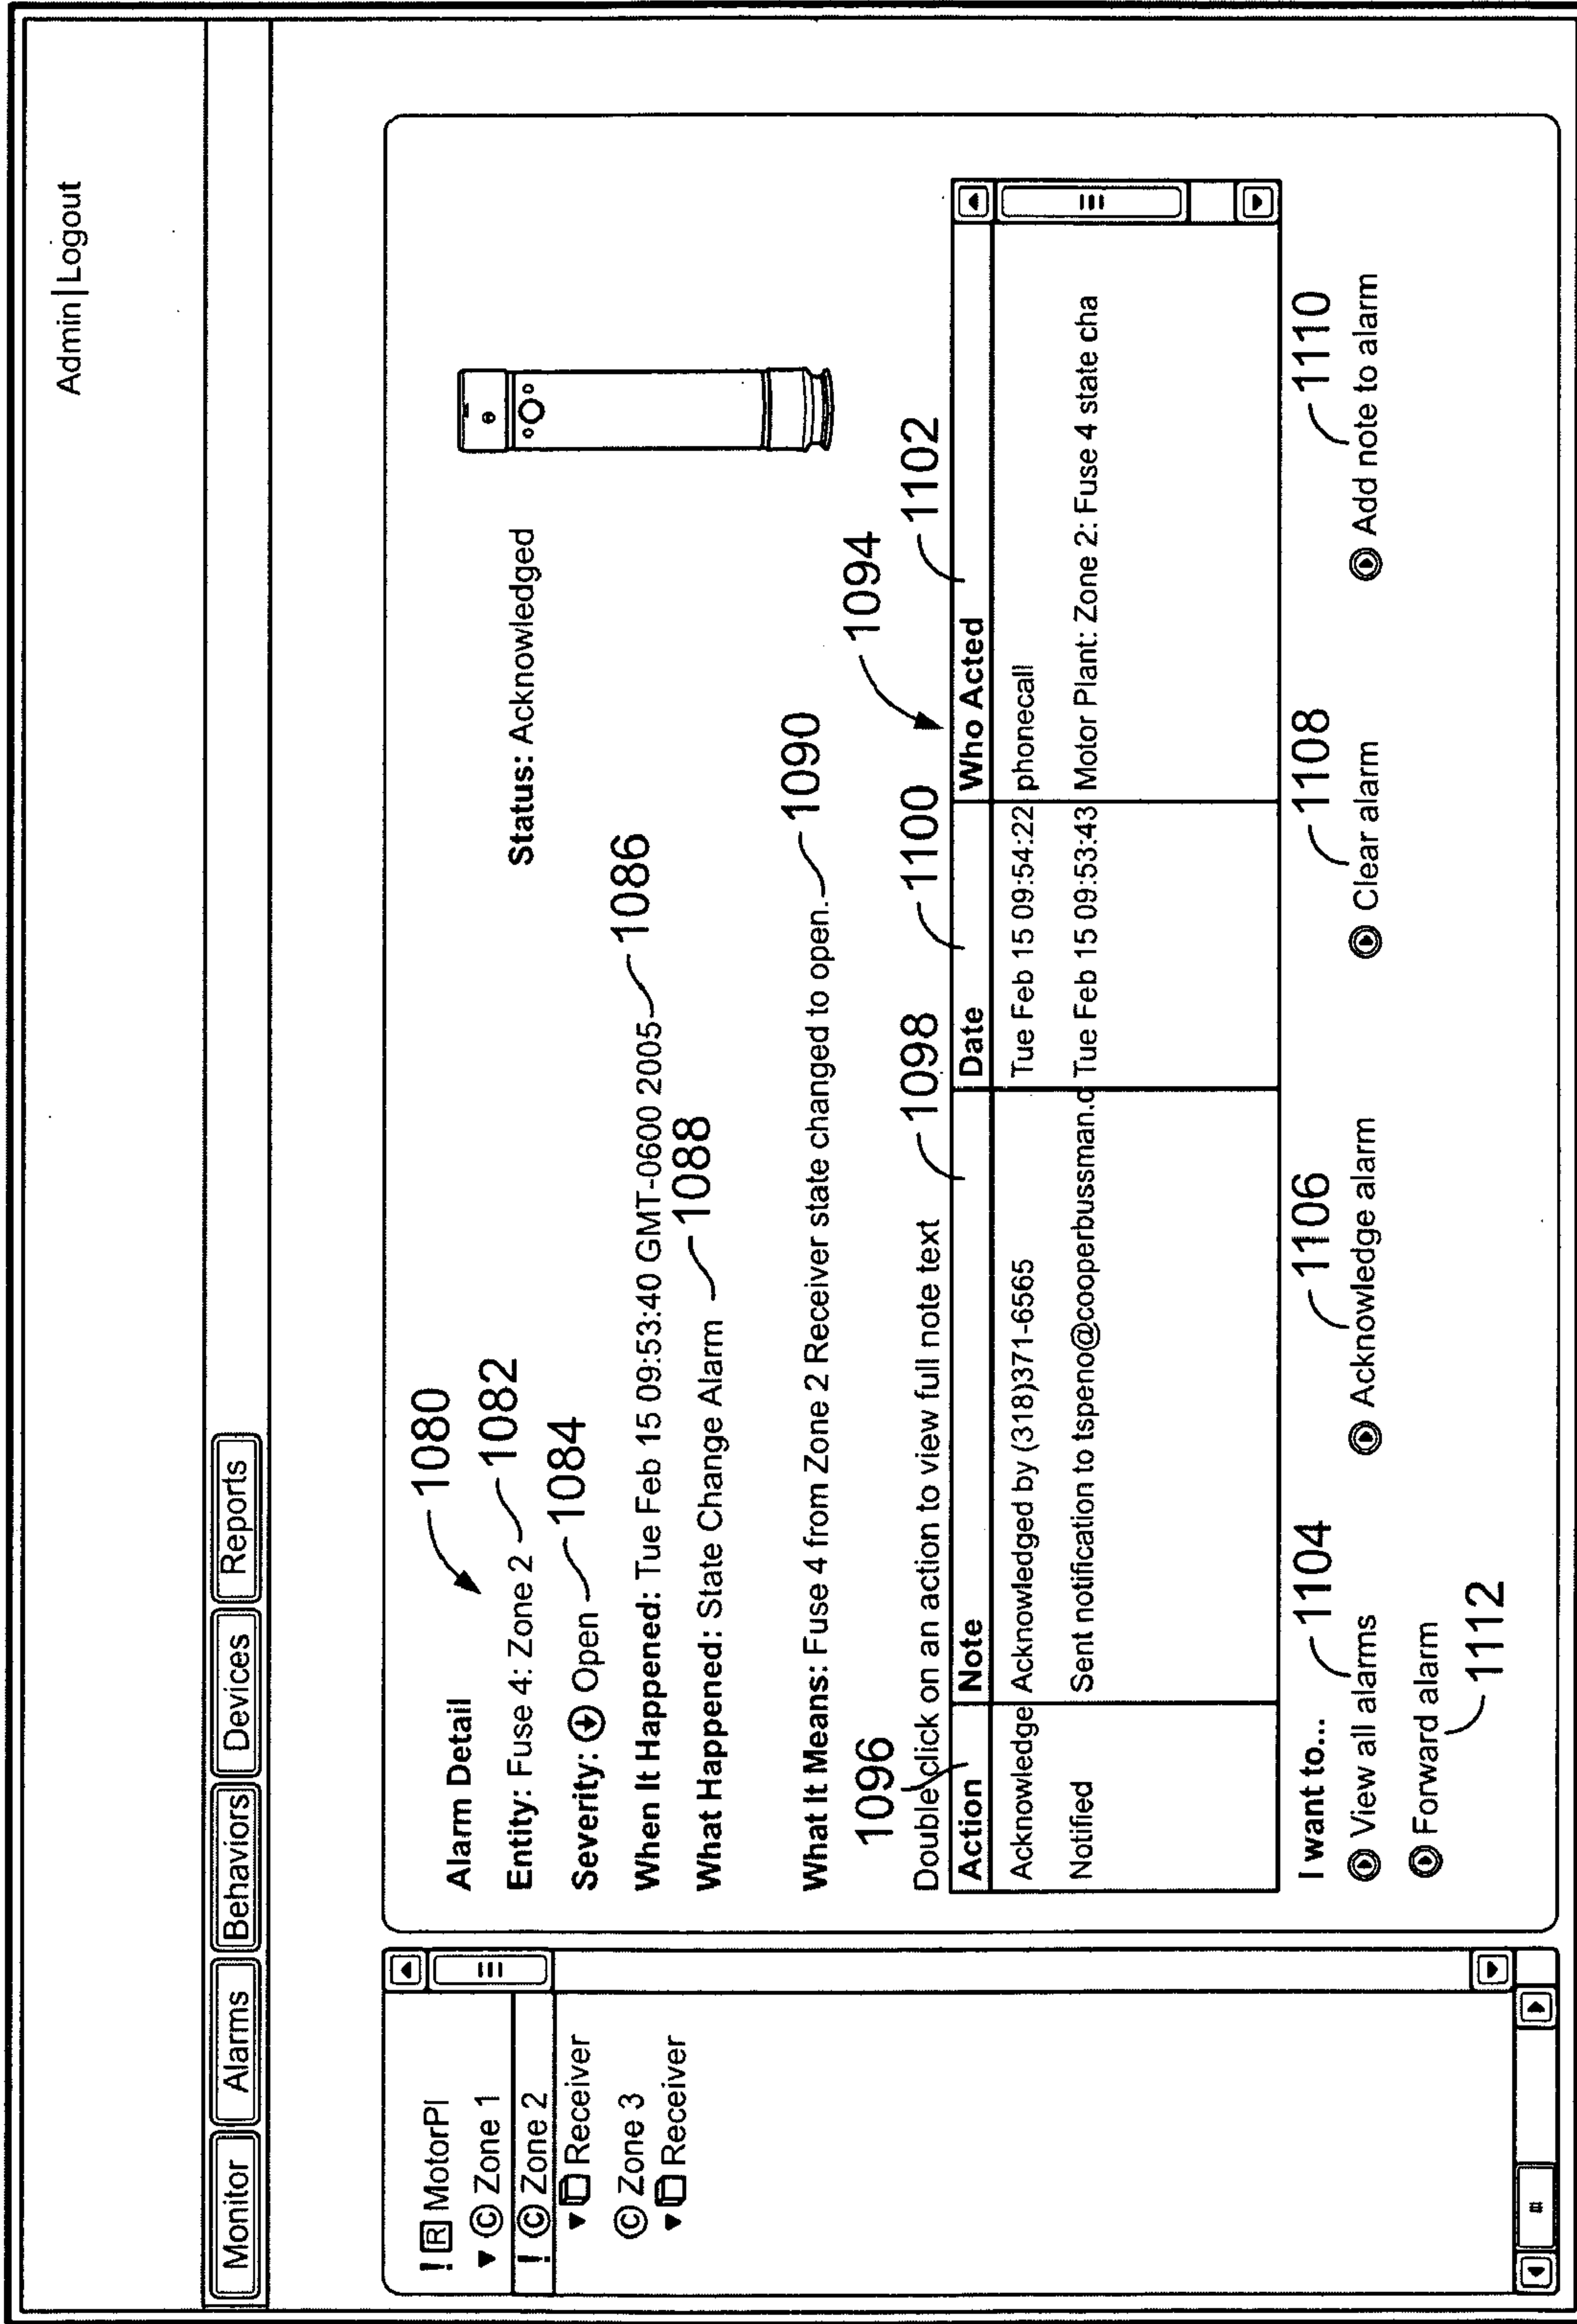 Admin|Logout
Monitor Alarms Behaviors Devices Reports
! R MotorPl
C Zone 1
! C Zone 2
Receiver
C Zone 3
Receiver
Alarm Detail 1080
Entity: Fuse 4: Zone 2 1082
Status: Acknowledged
Severity: Open 1084
When It Happened: Tue Feb 15 09:53:40 GMT-0600 2005 1086
What Happened: State Change Alarm 1088
What It Means: Fuse 4 from Zone 2 Receiver state changed to open. 1090
1094
1096 1098 1100 1102
Double click on an action to view full note text
Action Note Date Who Acted
Acknowledge Acknowledged by (318)371-6565 Tue Feb 15 09:54:22 phonecall
Notified Sent notification to tspeno@cooperbussman.c Tue Feb 15 09:53:43 Motor Plant: Zone 2: Fuse 4 state cha
I want to... 1104 1106 1108 1110
View all alarms Acknowledge alarm Clear alarm Add note to alarm
Forward alarm
1112